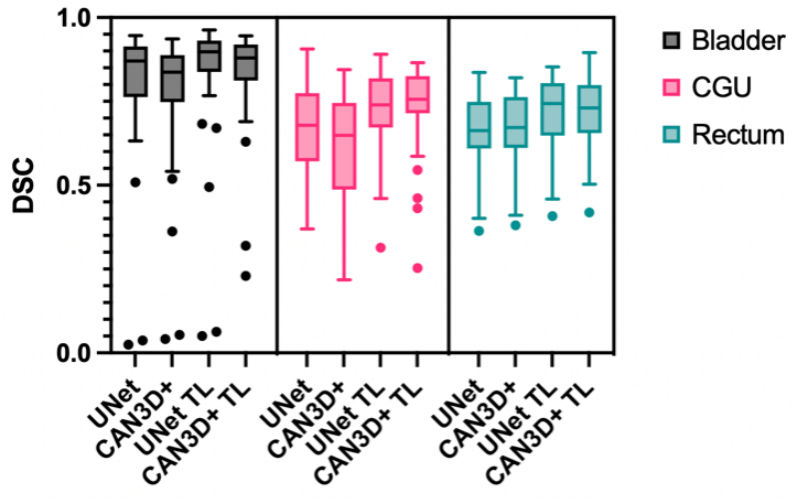 1.0
0.5
0.0
DSC
UNet
CAN3D+
UNet TL
CAN3D+ TL
UNet
CAN3D+
UNet TL
CAN3D+ TL
UNet
CAN3D+
UNet TL
CAN3D+ TL
Bladder
CGU
Rectum